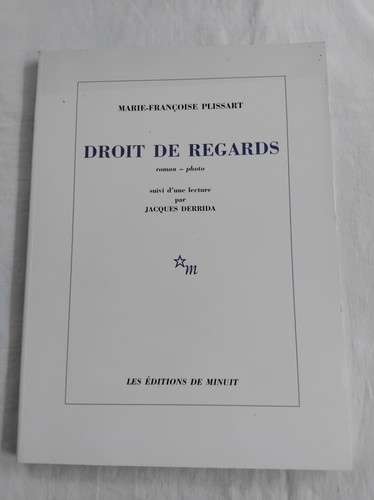 MARIE-FRANÇOISE PLISSART
DROIT DE REGARDS
roman – photo
suivi d'une lecture
par
JACQUES DERRIDA
m
LES ÉDITIONS DE MINUIT